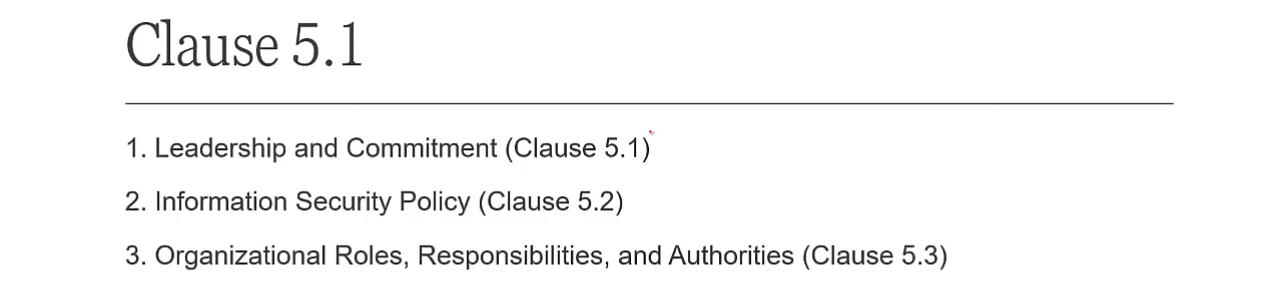 Clause 5.1
1. Leadership and Commitment (Clause 5.1)
2. Information Security Policy (Clause 5.2)
3. Organizational Roles, Responsibilities, and Authorities (Clause 5.3)